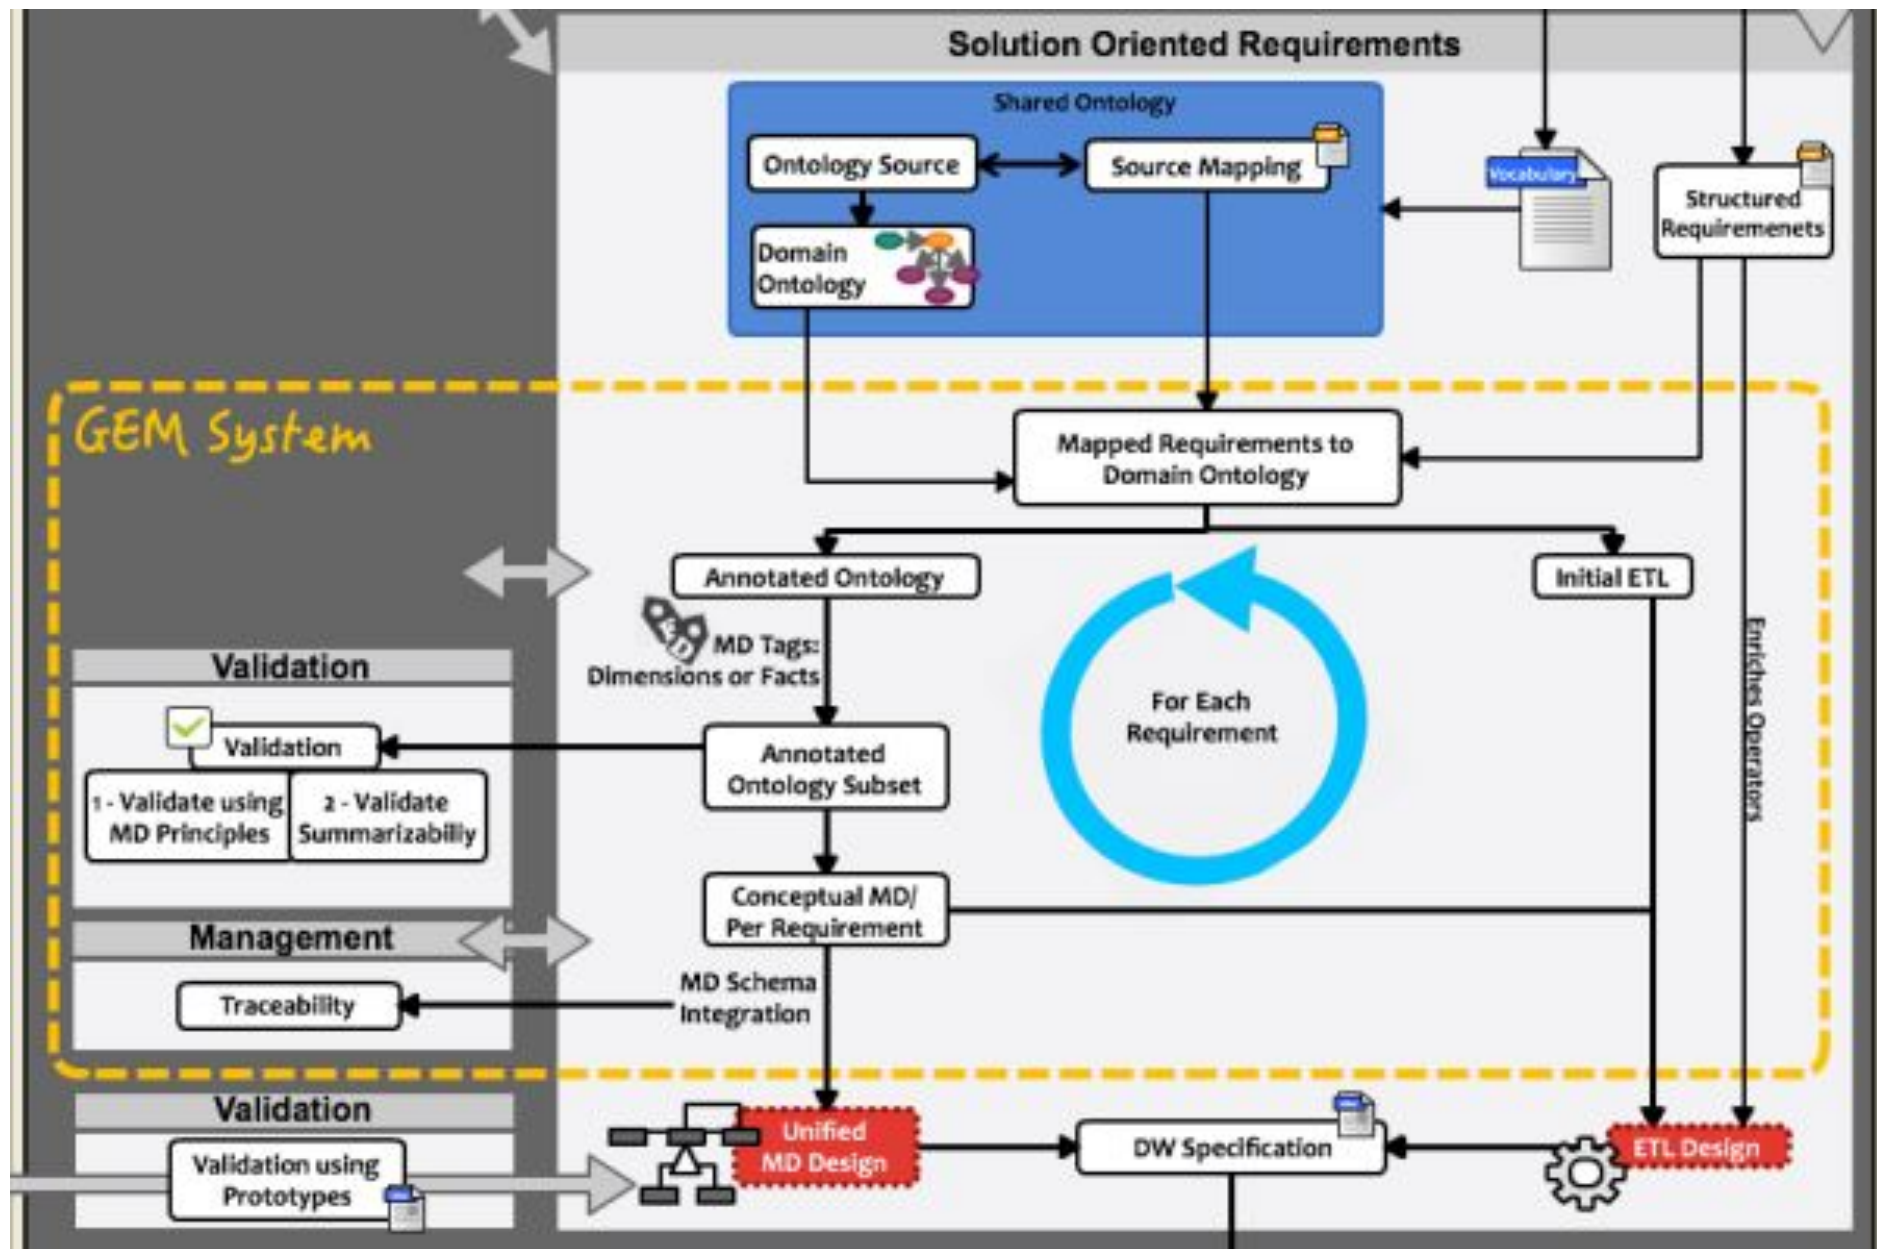 Solution Oriented Requirements
Shared Ontology
Ontology Source
Source Mapping
Vocabulary
Structured
Requiremenets
Domain
Ontology
GEM System
Mapped Requirements to
Domain Ontology
Annotated Ontology
Initial ETL
MD Tags:
Dimensions or Facts
For Each
Requirement
Enriches Operators
Validation
Validation
1 - Validate using
MD Principles
2 - Validate
Summarizabiliy
Annotated
Ontology Subset
Conceptual MD/
Per Requirement
Management
Traceability
MD Schema
Integration
Validation
Validation using
Prototypes
Unified
MD Design
DW Specification
ETL Design